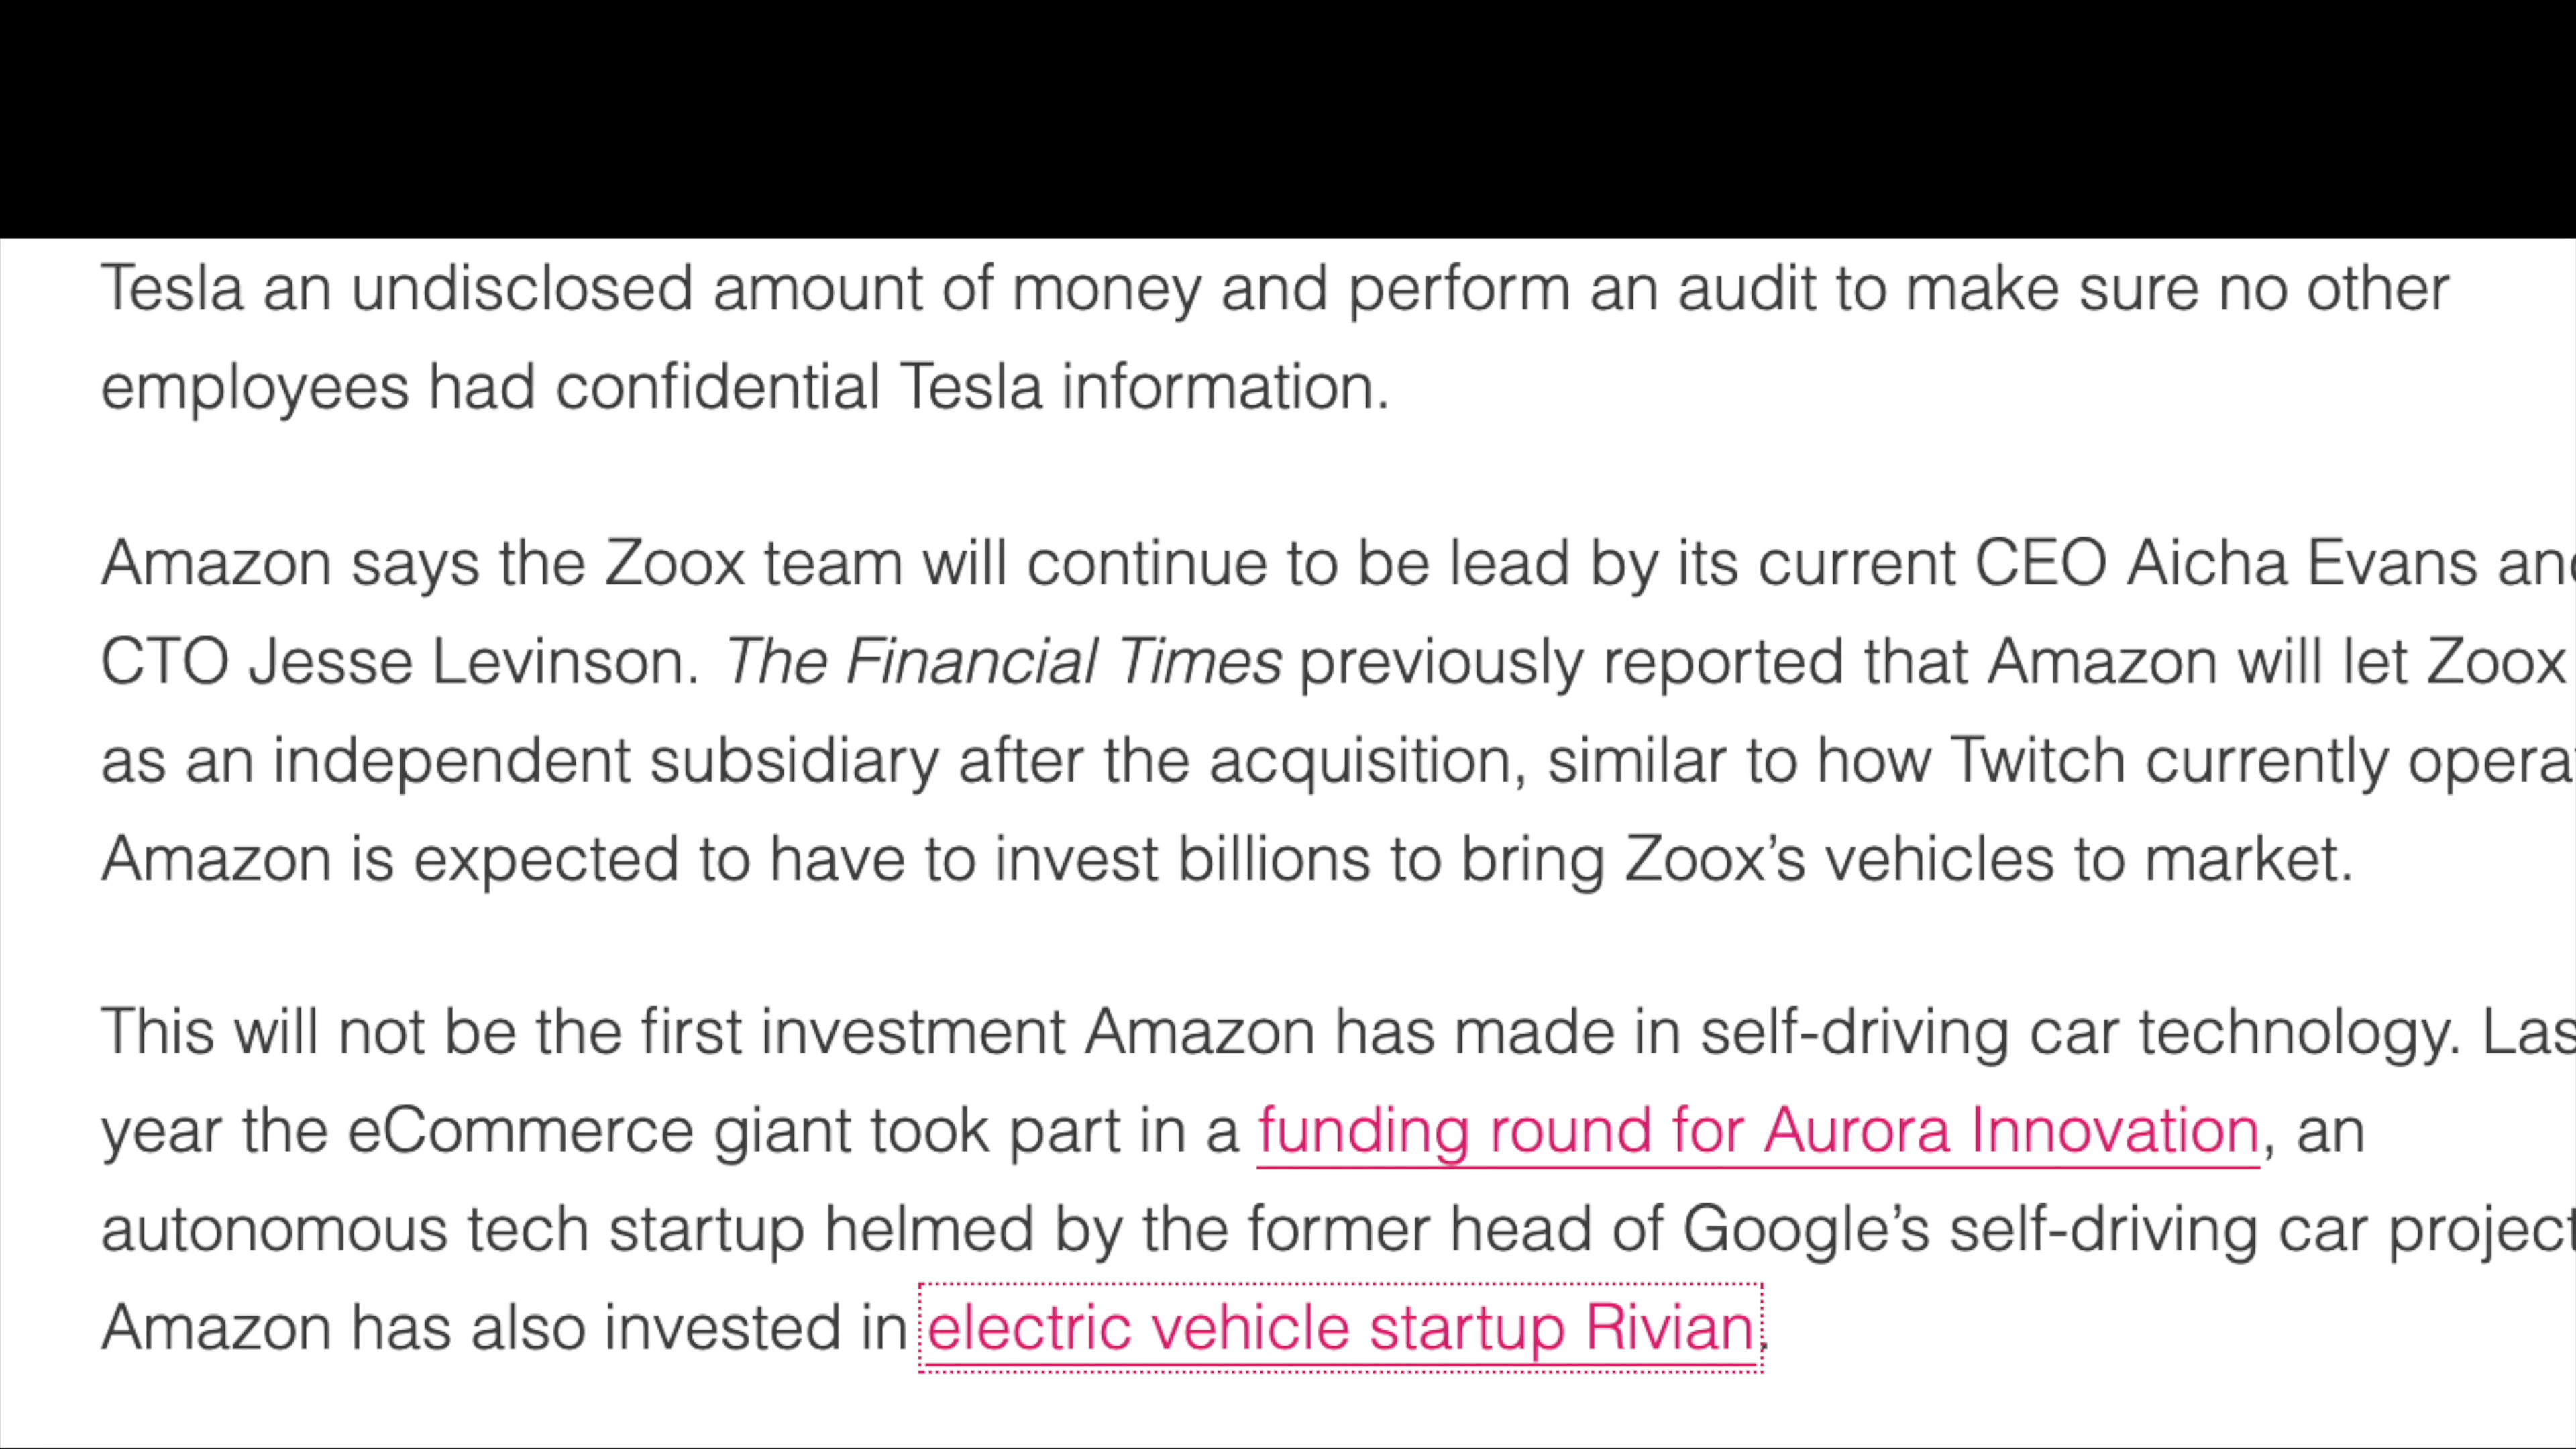 Tesla an undisclosed amount of money and perform an audit to make sure no other
employees had confidential Tesla information.
Amazon says the Zoox team will continue to be lead by its current CEO Aicha Evans
CTO Jesse Levinson. The Financial Times previously reported that Amazon will let Zoox
as an independent subsidiary after the acquisition, similar to how Twitch currently
Amazon is expected to have to invest billions to bring Zoox’s vehicles to market.
This will not be the first investment Amazon has made in self-driving car technology.
year the eCommerce giant took part in a funding round for Aurora Innovation, an
autonomous tech startup helmed by the former head of Google’s self-driving car project
Amazon has also invested in electric vehicle startup Rivian.